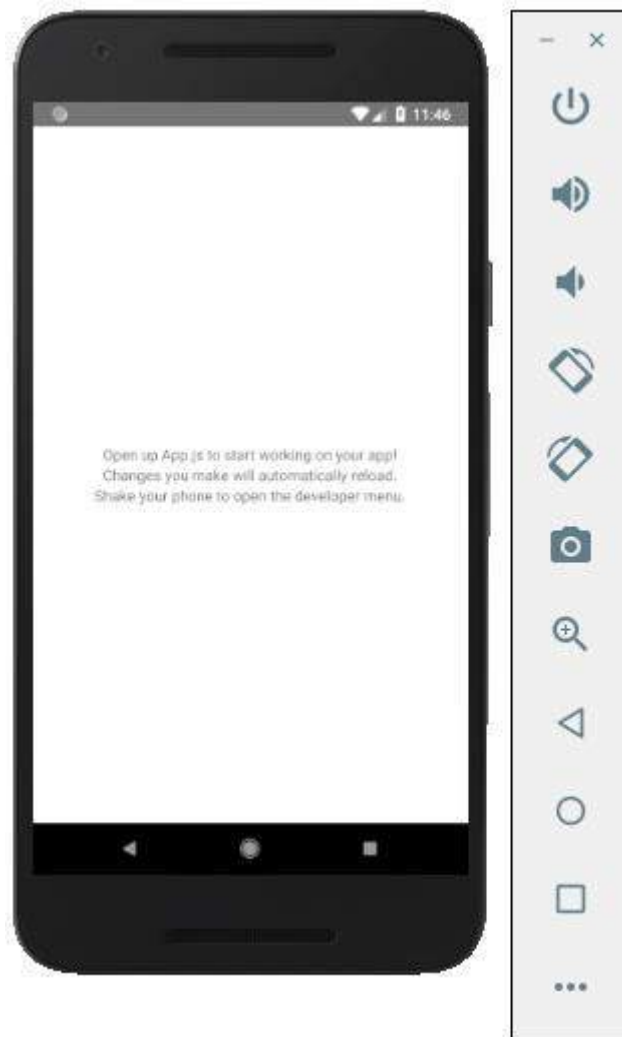 11:46
Open up App.js to start working on your app!
Changes you make will automatically reload.
Shake your phone to open the developer menu.